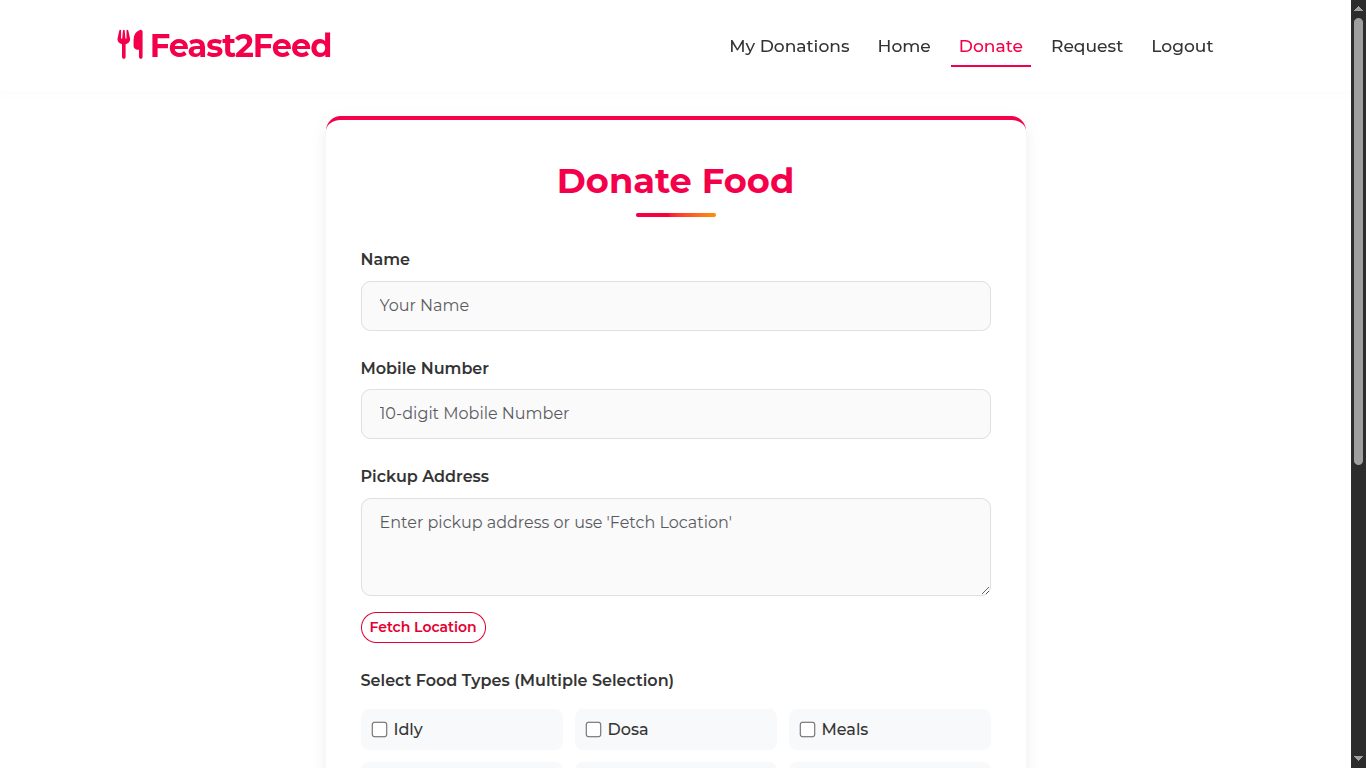 Feast2Feed
My Donations Home Donate Request Logout
Donate Food
Name
Your Name
Mobile Number
10-digit Mobile Number
Pickup Address
Enter pickup address or use 'Fetch Location'
Fetch Location
Select Food Types (Multiple Selection)
Idly Dosa Meals